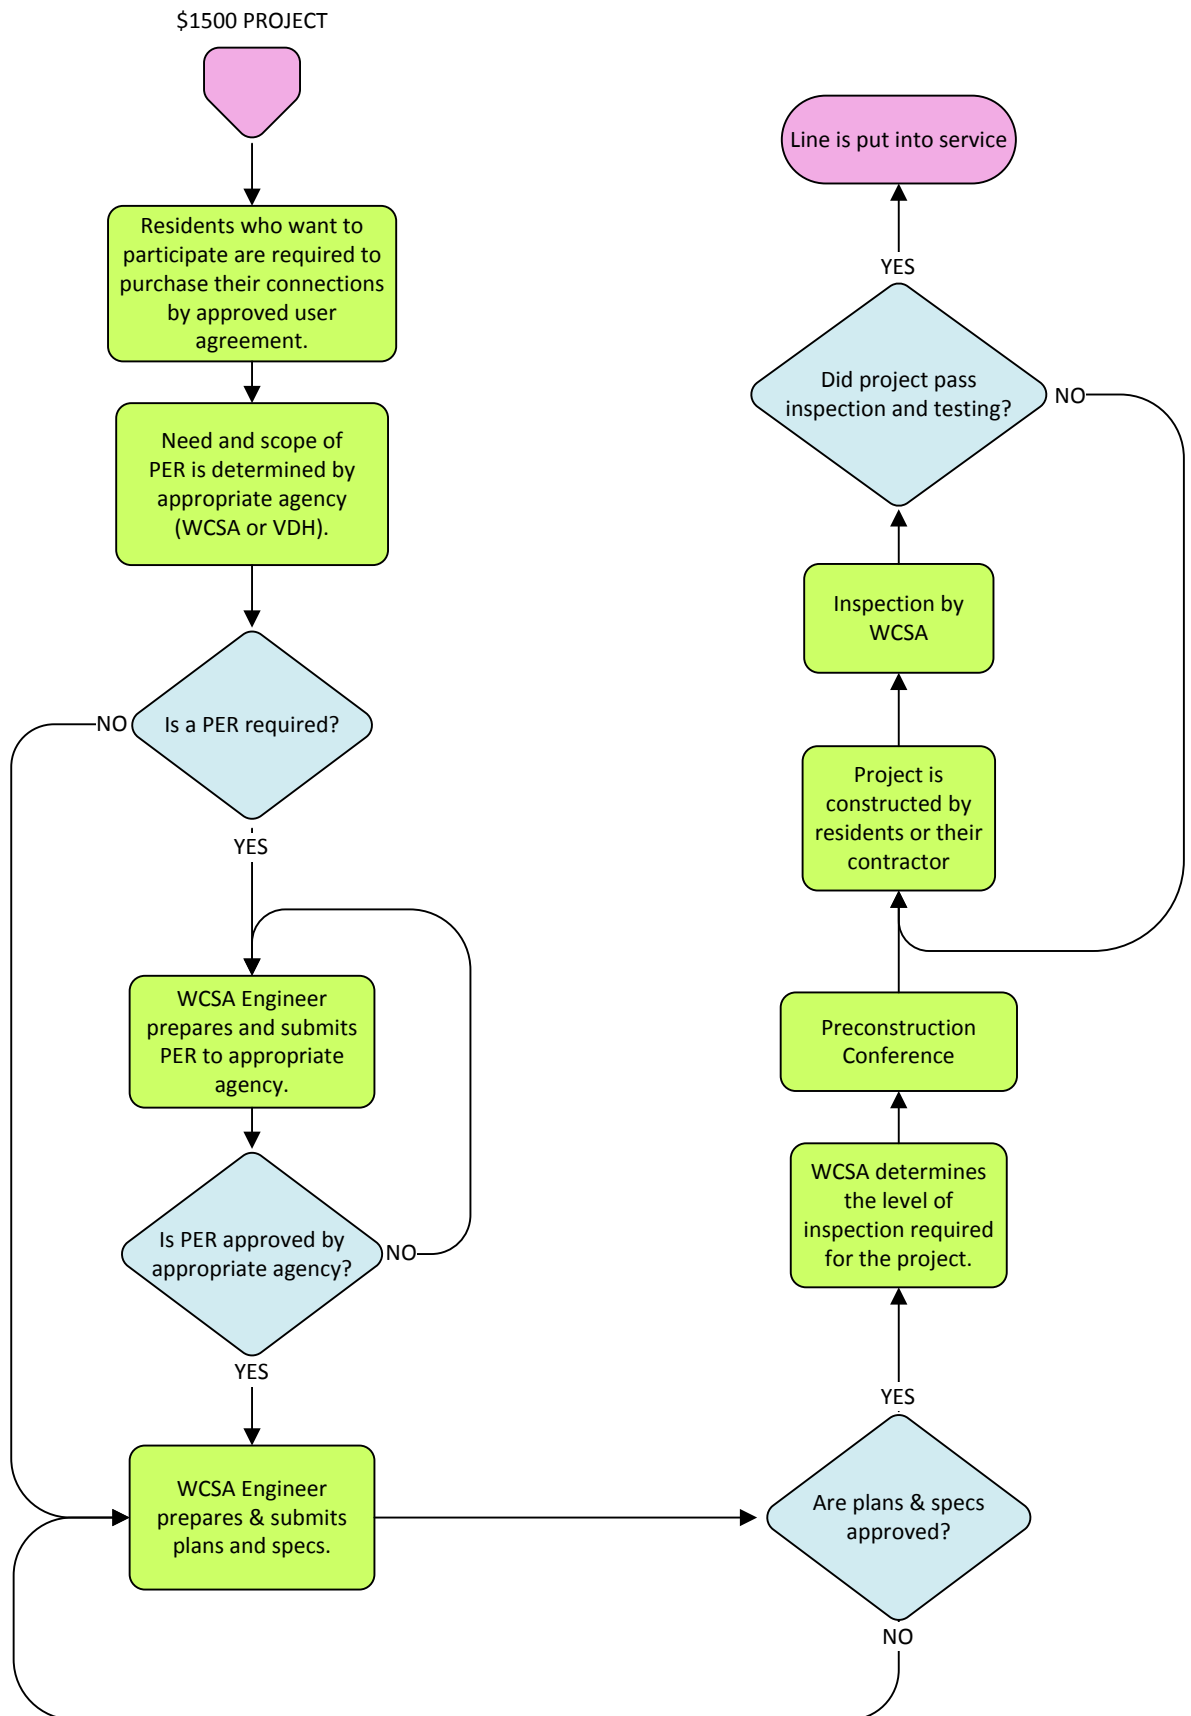 $1500 PROJECT
Residents who want to
participate are required to
purchase their connections
by approved user
agreement.
Need and scope of
PER is determined by
appropriate agency
(WCSA or VDH).
Is a PER required?
NO
YES
WCSA Engineer
prepares and submits
PER to appropriate
agency.
Is PER approved by
appropriate agency?
NO
YES
WCSA Engineer
prepares & submits
plans and specs.
Are plans & specs
approved?
NO
YES
WCSA determines
the level of
inspection required
for the project.
Preconstruction
Conference
Project is
constructed by
residents or their
contractor
Inspection by
WCSA
Did project pass
inspection and testing?
NO
YES
Line is put into service